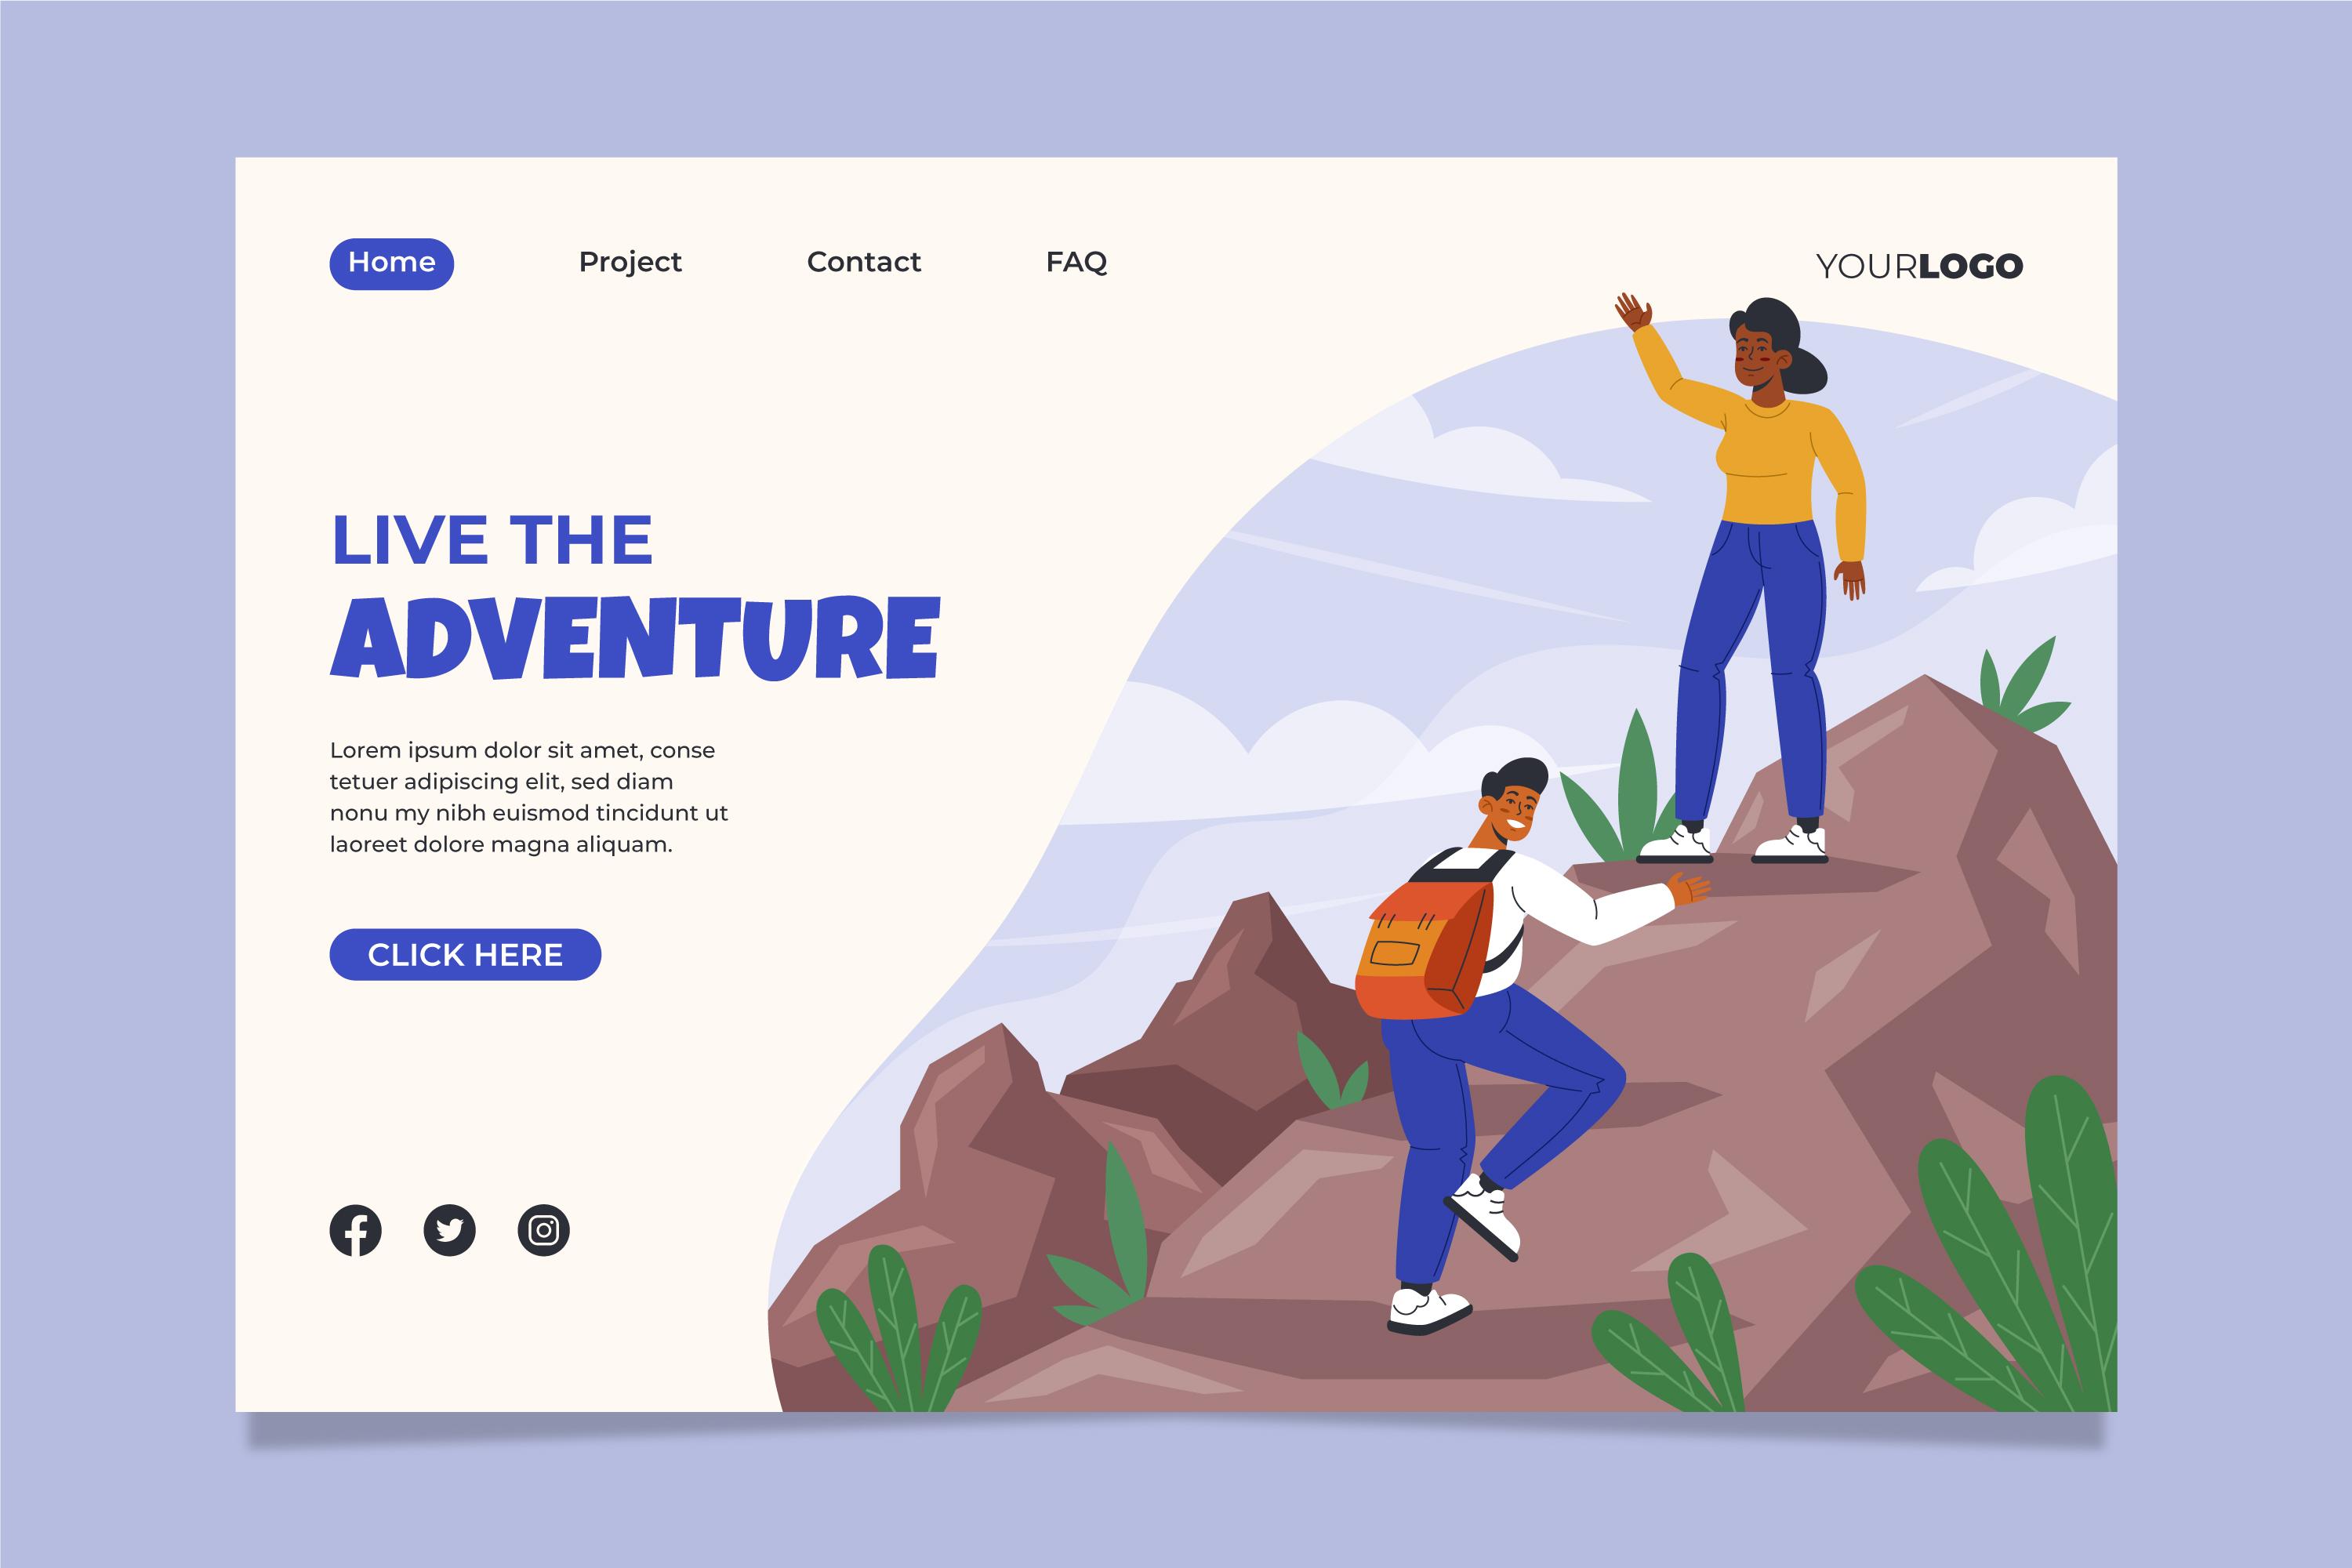 Home
Project
Contact
FAQ
YOURLOGO
LIVE THE
ADVENTURE
Lorem ipsum dolor sit amet, conse
tetuer adipiscing elit, sed diam
nonu my nibh euismod tincidunt ut
laoreet dolore magna aliquam.
CLICK HERE